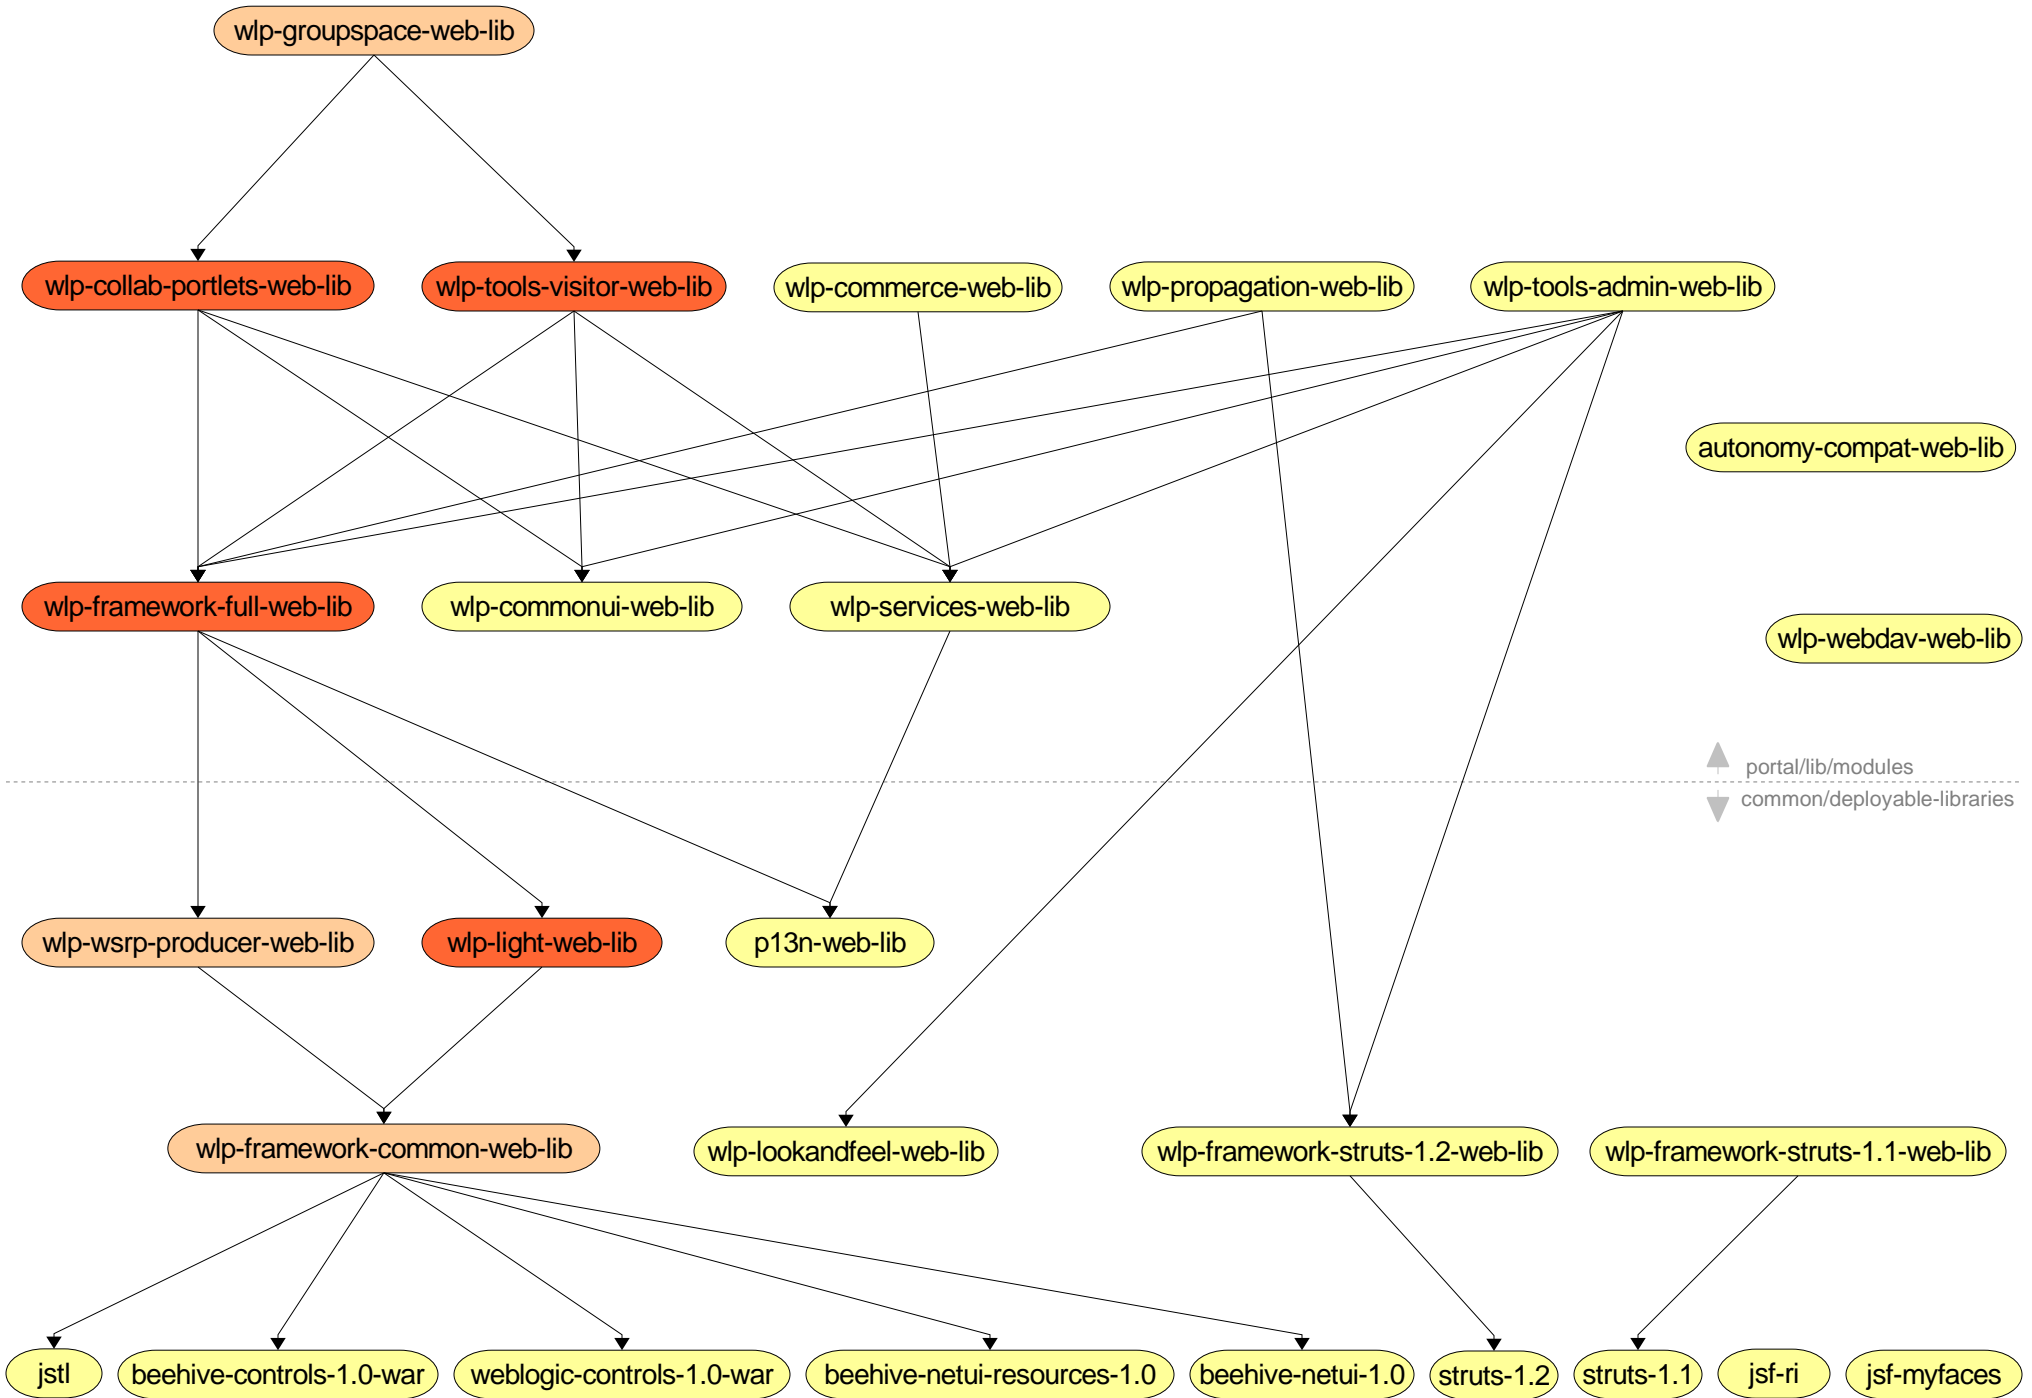 wlp-groupspace-web-lib
wlp-collab-portlets-web-lib
wlp-tools-visitor-web-lib
wlp-commerce-web-lib
wlp-propagation-web-lib
wlp-tools-admin-web-lib
autonomy-compat-web-lib
wlp-framework-full-web-lib
wlp-commonui-web-lib
wlp-services-web-lib
wlp-webdav-web-lib
portal/lib/modules
common/deployable-libraries
wlp-wsrp-producer-web-lib
wlp-light-web-lib
p13n-web-lib
wlp-framework-common-web-lib
wlp-lookandfeel-web-lib
wlp-framework-struts-1.2-web-lib
wlp-framework-struts-1.1-web-lib
jstl
beehive-controls-1.0-war
weblogic-controls-1.0-war
beehive-netui-resources-1.0
beehive-netui-1.0
struts-1.2
struts-1.1
jsf-ri
jsf-myfaces